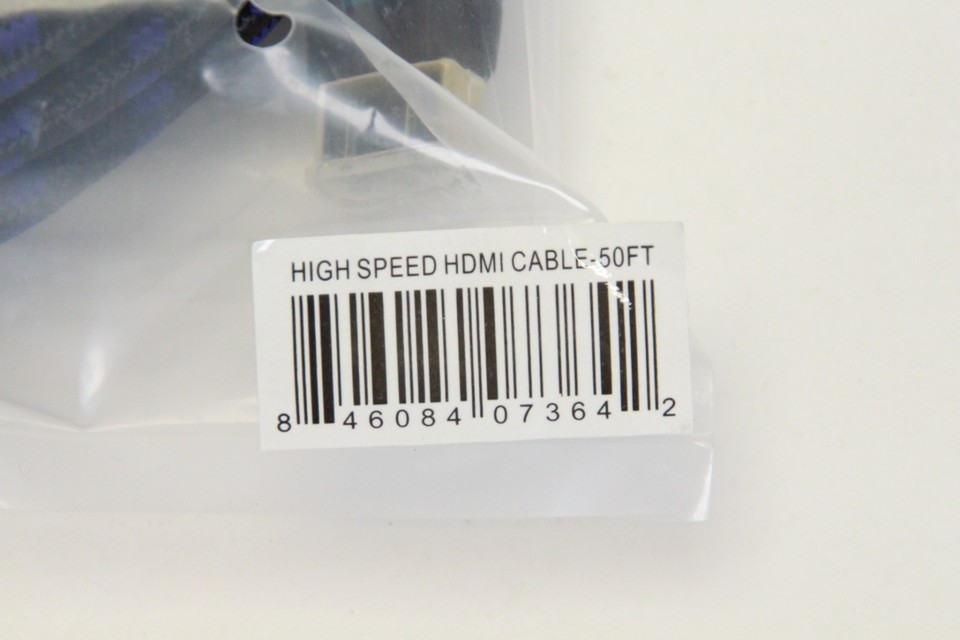 HIGH SPEED HDMI CABLE-50FT
8 46084 07364 2